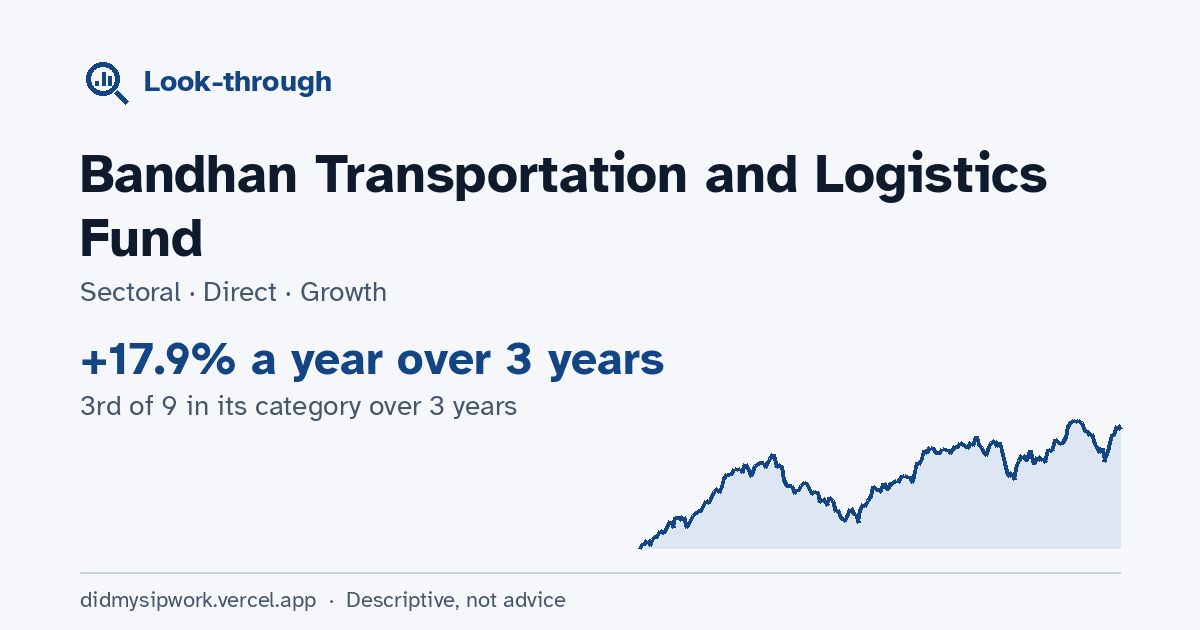 Look-through
Bandhan Transportation and Logistics
Fund
Sectoral · Direct · Growth
+17.9% a year over 3 years
3rd of 9 in its category over 3 years
didmysipwork.vercel.app · Descriptive, not advice